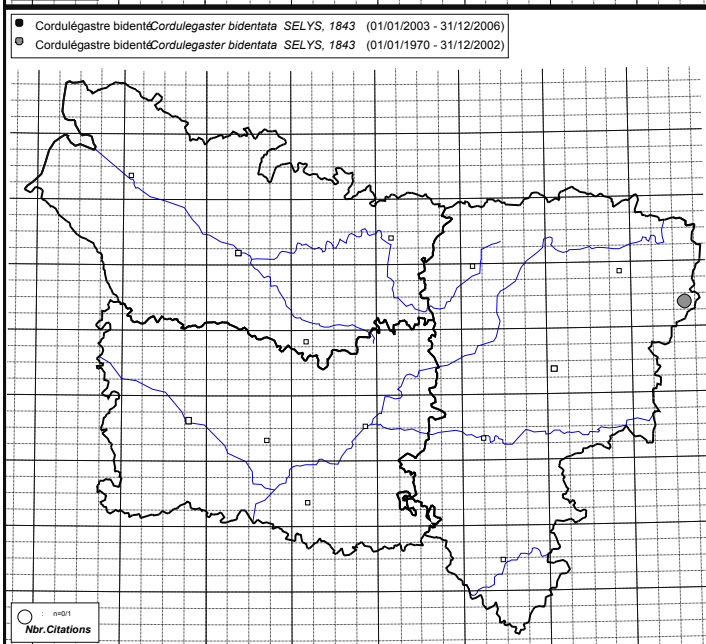 Cordulégastre bidentéCordulegaster bidentata SELYS, 1843 (01/01/2003 - 31/12/2006)
Cordulégastre bidentéCordulegaster bidentata SELYS, 1843 (01/01/1970 - 31/12/2002)
: n=0/1
Nbr.Citations